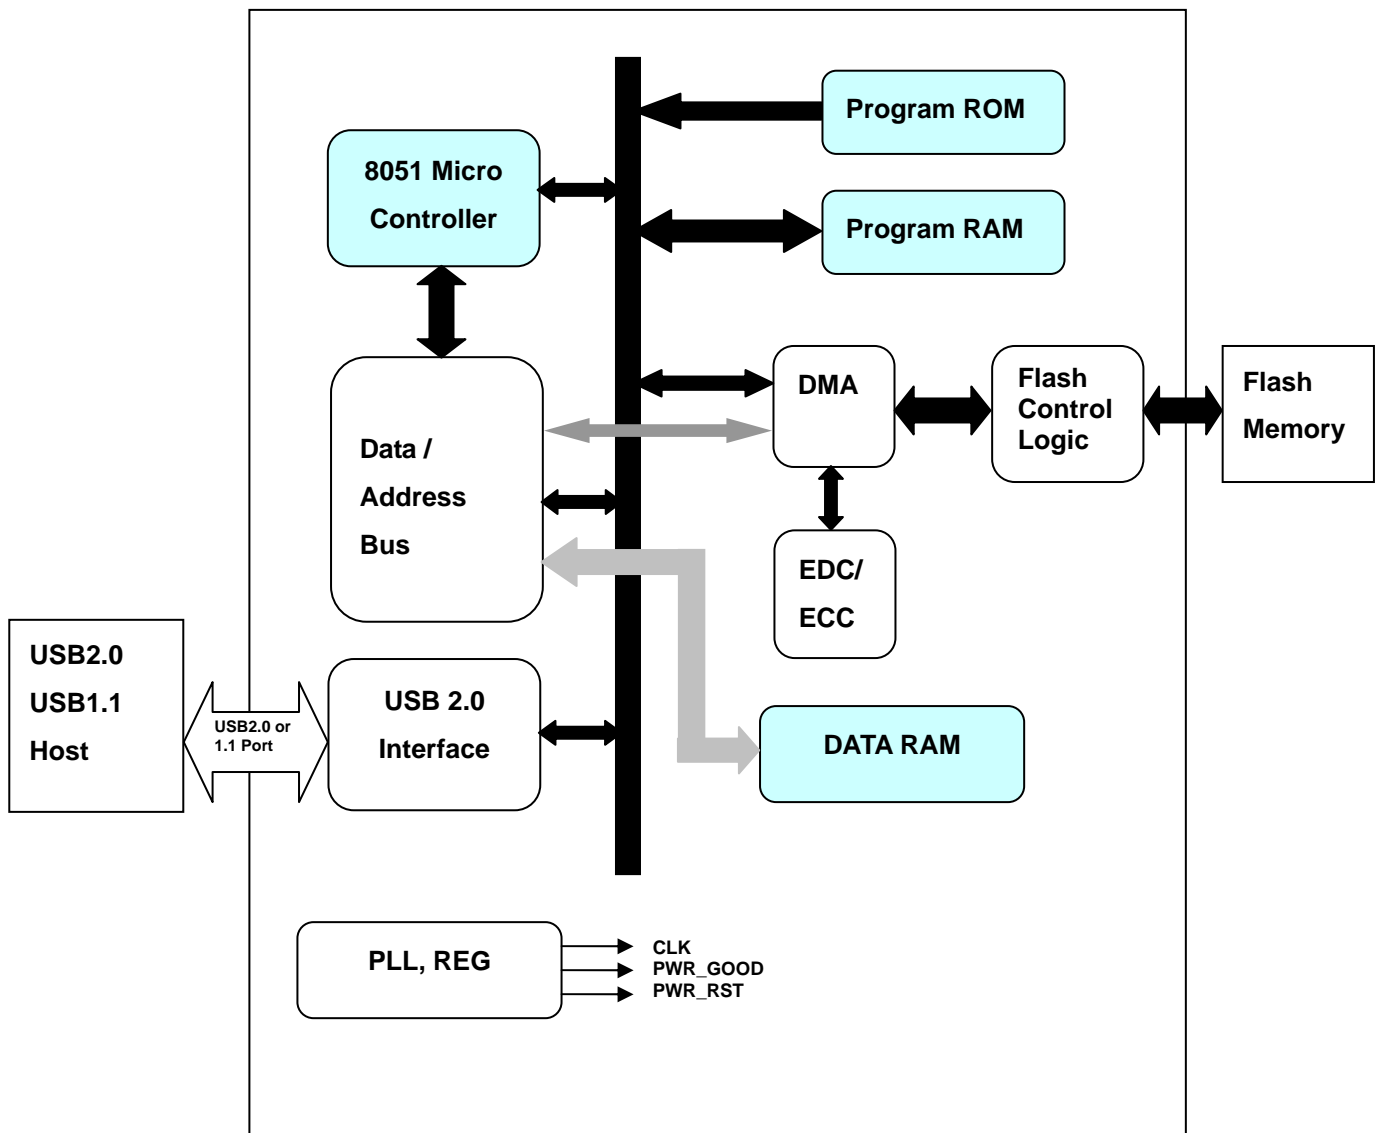 Program ROM
8051 Micro
Controller
Program RAM
DMA
Flash
Control
Logic
Flash
Memory
Data /
Address
Bus
EDC/
ECC
USB2.0
USB1.1
Host
USB2.0 or
1.1 Port
USB 2.0
Interface
DATA RAM
PLL, REG
CLK
PWR_GOOD
PWR_RST